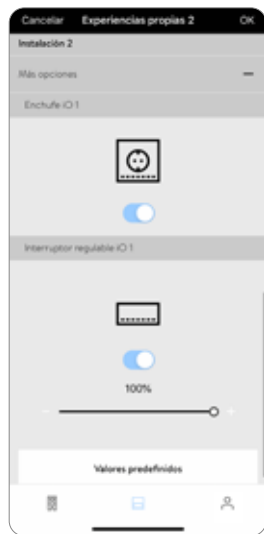 Cancelar Experiencias propias 2 OK
Instalación 2
Más opciones
Enchufe iO 1
Interruptor regulable iO 1
100%
Valores predefinidos